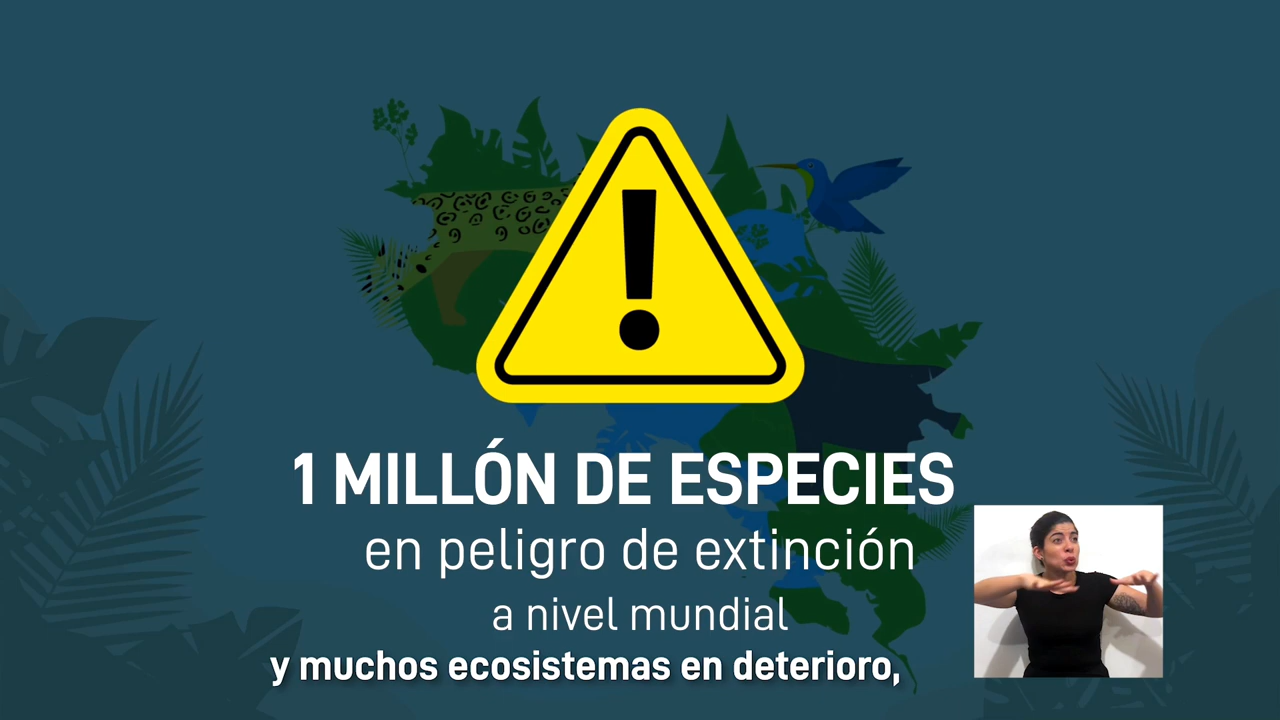 1 MILLÓN DE ESPECIES
en peligro de extinción
a nivel mundial
y muchos ecosistemas en deterioro,